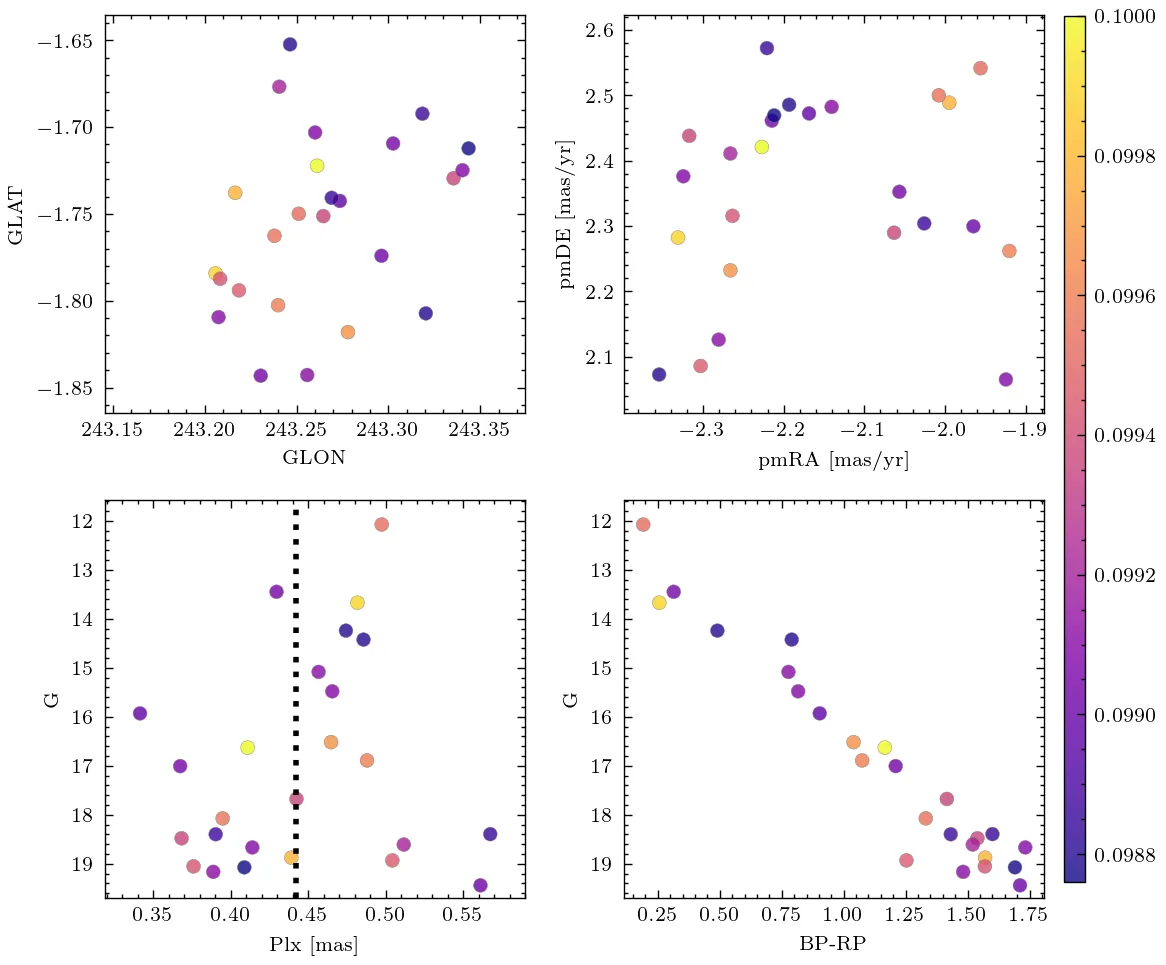 −1.65
−1.70
−1.75
−1.80
−1.85
GLAT
243.15 243.20 243.25 243.30 243.35
GLON
2.6
2.5
2.4
2.3
2.2
2.1
pmDE [mas/yr]
−2.3 −2.2 −2.1 −2.0 −1.9
pmRA [mas/yr]
12
13
14
15
16
17
18
19
G
0.35 0.40 0.45 0.50 0.55
Plx [mas]
12
13
14
15
16
17
18
19
G
0.25 0.50 0.75 1.00 1.25 1.50 1.75
BP-RP
0.1000
0.0998
0.0996
0.0994
0.0992
0.0990
0.0988